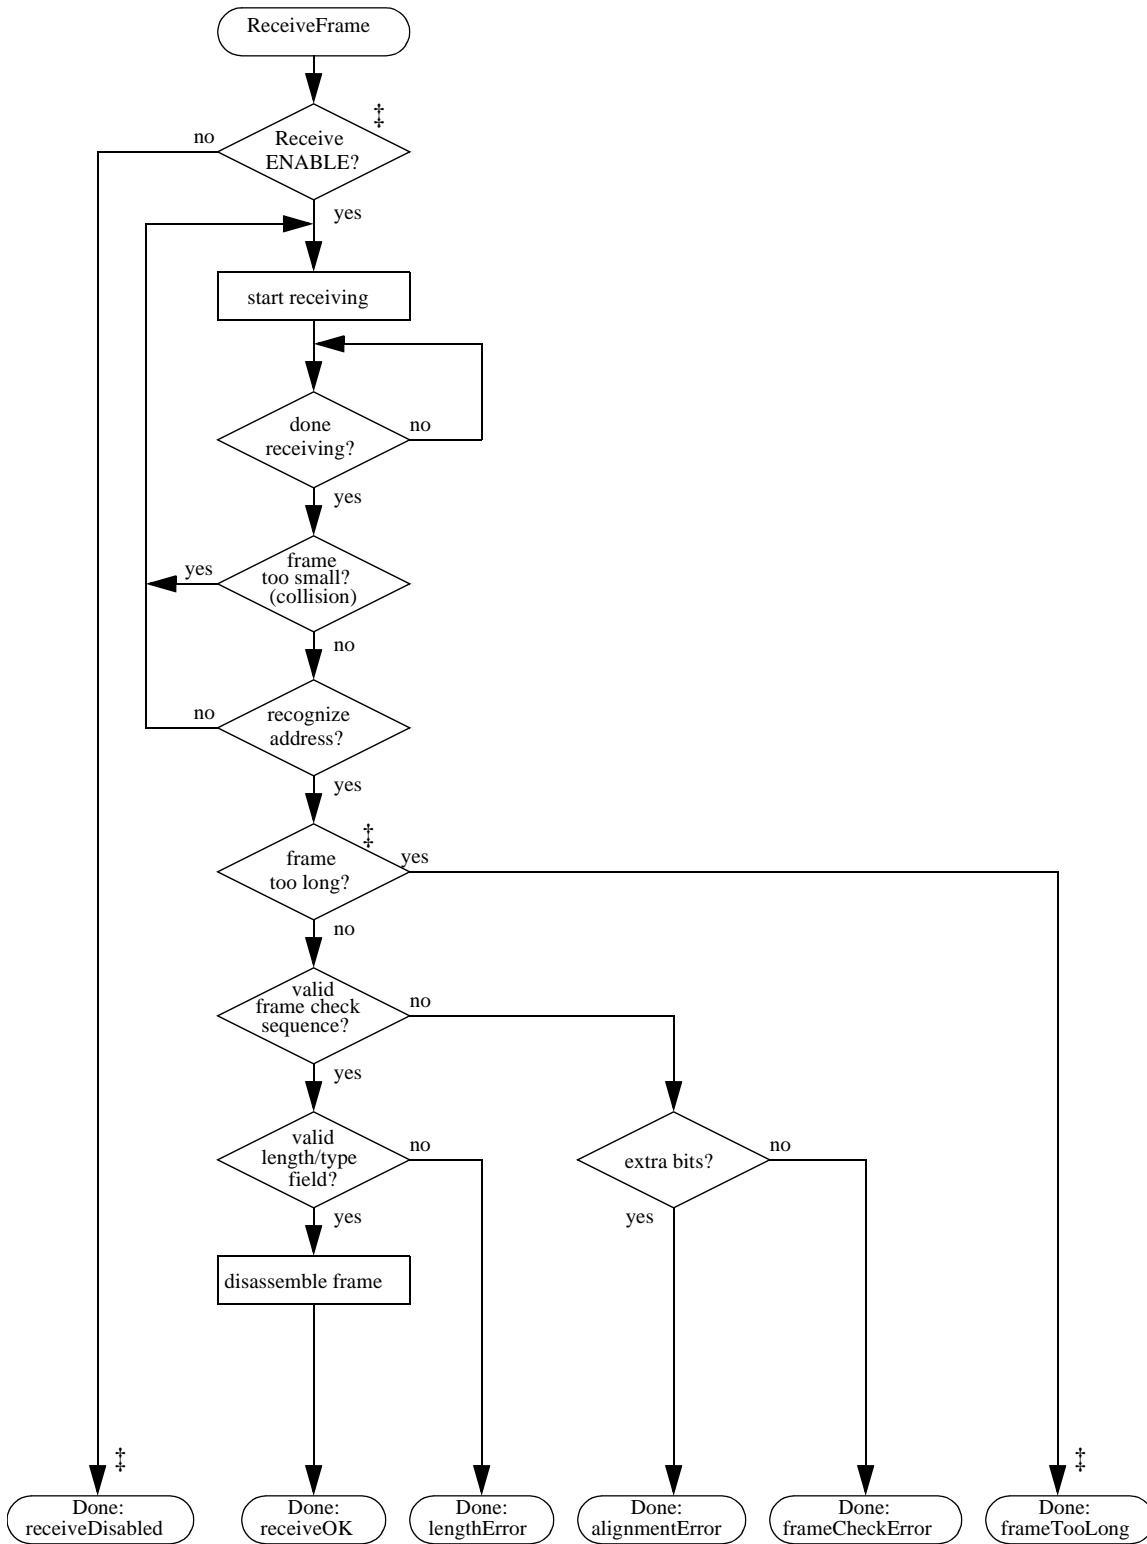 ReceiveFrame
‡
no
Receive
ENABLE?
yes
start receiving
done
receiving?
no
yes
frame
too small?
(collision)
yes
no
no
recognize
address?
yes
‡
frame
too long?
yes
no
valid
frame check
sequence?
no
yes
valid
length/type
field?
no
extra bits?
no
yes
yes
disassemble frame
‡
‡
Done:
receiveDisabled
Done:
receiveOK
Done:
lengthError
Done:
alignmentError
Done:
frameCheckError
Done:
frameTooLong